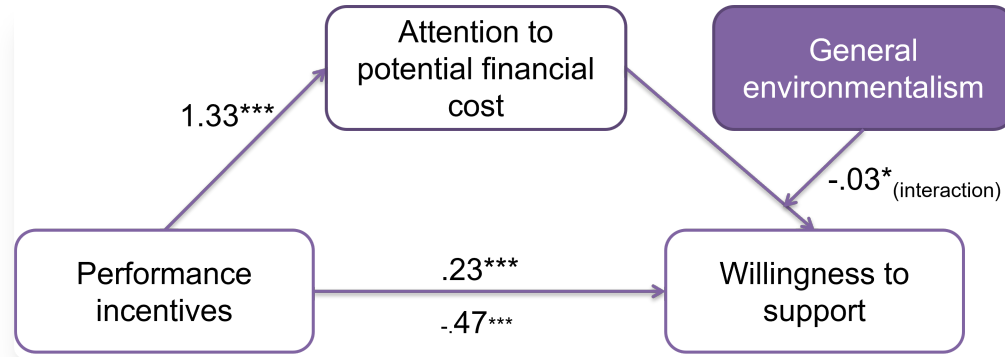 Attention to
potential financial
cost
General
environmentalism
1.33***
-.03*(interaction)
Performance
incentives
.23***
-.47***
Willingness to
support